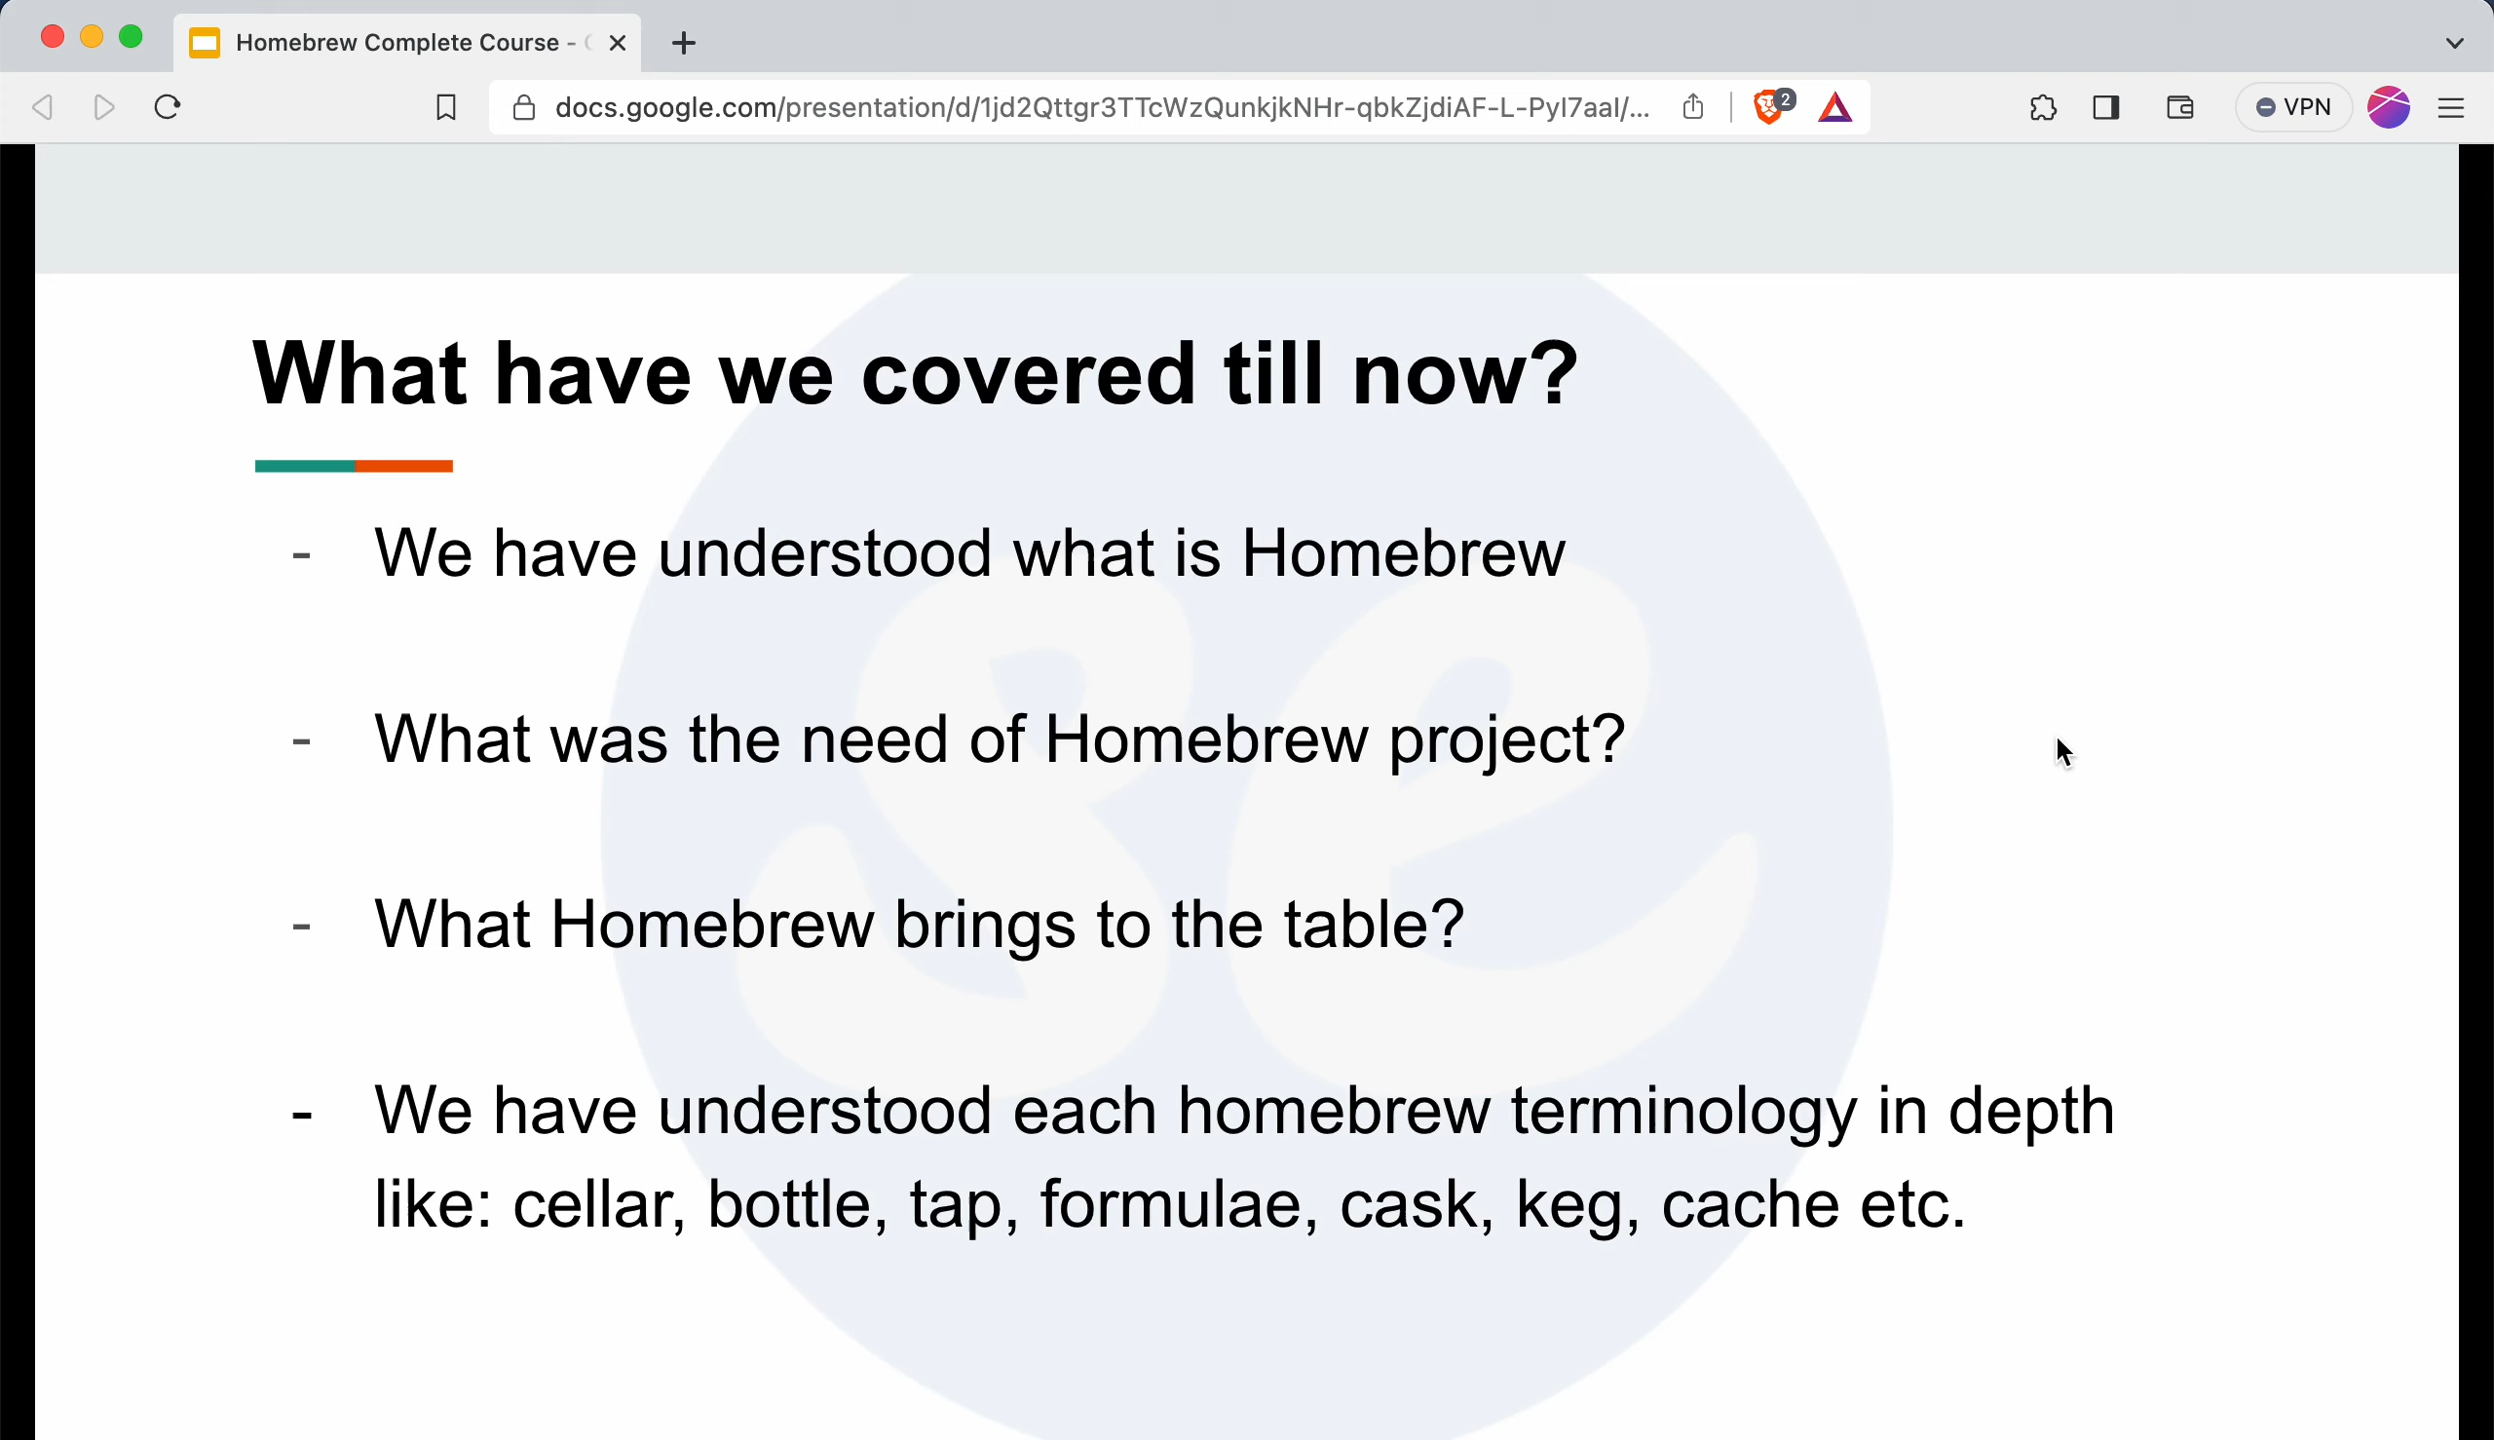 Homebrew Complete Course -
docs.google.com/presentation/d/1jd2Qttgr3TTcWzQunkjkNHr-qbkZjdiAF-L-PyI7aaI/...
2
VPN
What have we covered till now?
- We have understood what is Homebrew
- What was the need of Homebrew project?
- What Homebrew brings to the table?
- We have understood each homebrew terminology in depth
like: cellar, bottle, tap, formulae, cask, keg, cache etc.